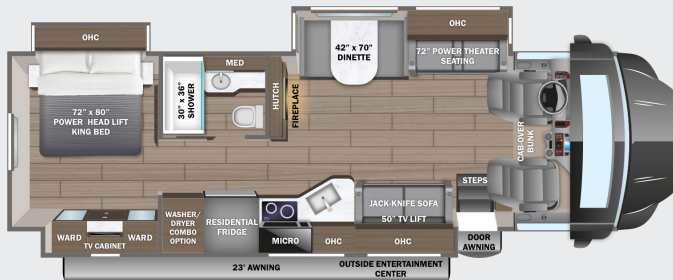 OHC
72" x 80"
POWER HEAD LIFT
KING BED
30" x 36"
SHOWER
MED
HUTCH
FIREPLACE
42" x 70"
DINETTE
OHC
72" POWER THEATER
SEATING
CAB-OVER
BUNK
WARD
TV CABINET
WARD
WASHER/
DRYER
COMBO
OPTION
RESIDENTIAL
FRIDGE
MICRO
OHC
JACK-KNIFE SOFA
50" TV LIFT
OHC
STEPS
DOOR
AWNING
23' AWNING
OUTSIDE ENTERTAINMENT
CENTER